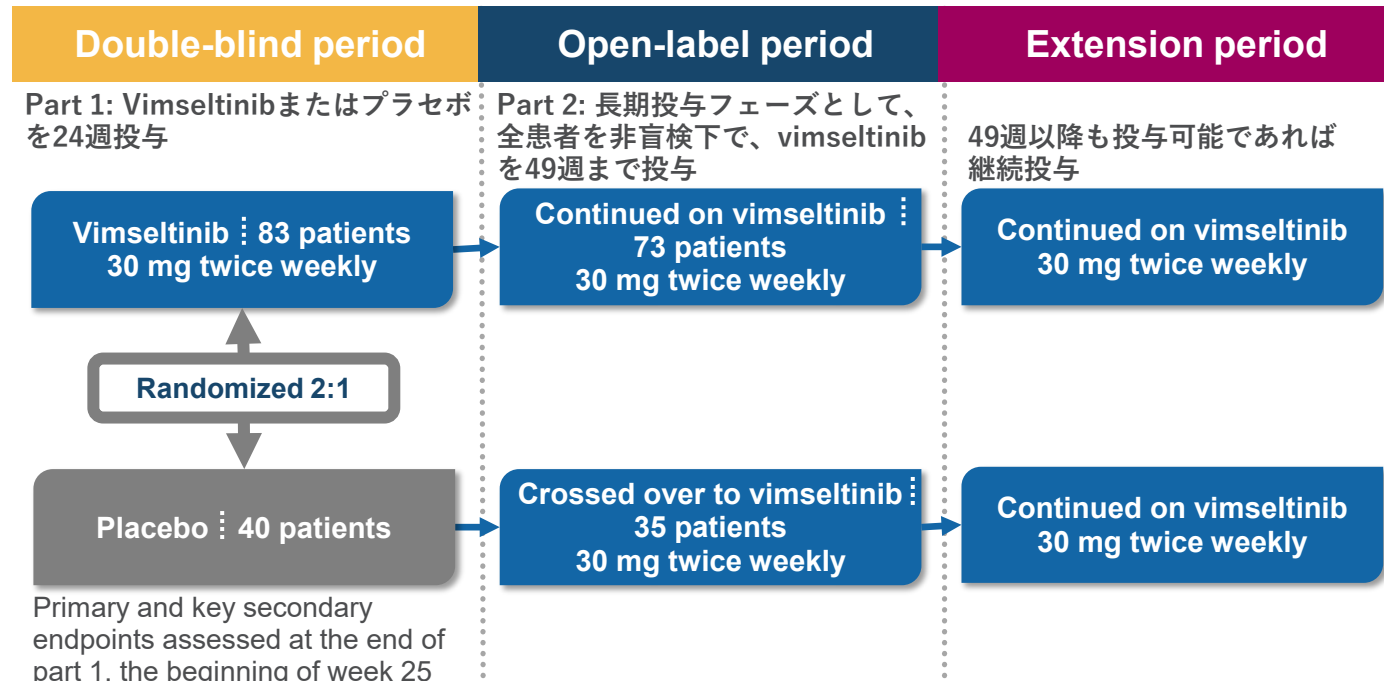 Double-blind period
Open-label period
Extension period
Part 1: Vimseltinibまたはプラセボ
を24週投与
Part 2: 長期投与フェーズとして、
全患者を非盲検下で、vimseltinib
を49週まで投与
49週以降も投与可能であれば
継続投与
Vimseltinib ⋮ 83 patients
30 mg twice weekly
Continued on vimseltinib ⋮
73 patients
30 mg twice weekly
Continued on vimseltinib
30 mg twice weekly
Randomized 2:1
Placebo ⋮ 40 patients
Crossed over to vimseltinib ⋮
35 patients
30 mg twice weekly
Continued on vimseltinib
30 mg twice weekly
Primary and key secondary
endpoints assessed at the end of
part 1, the beginning of week 25